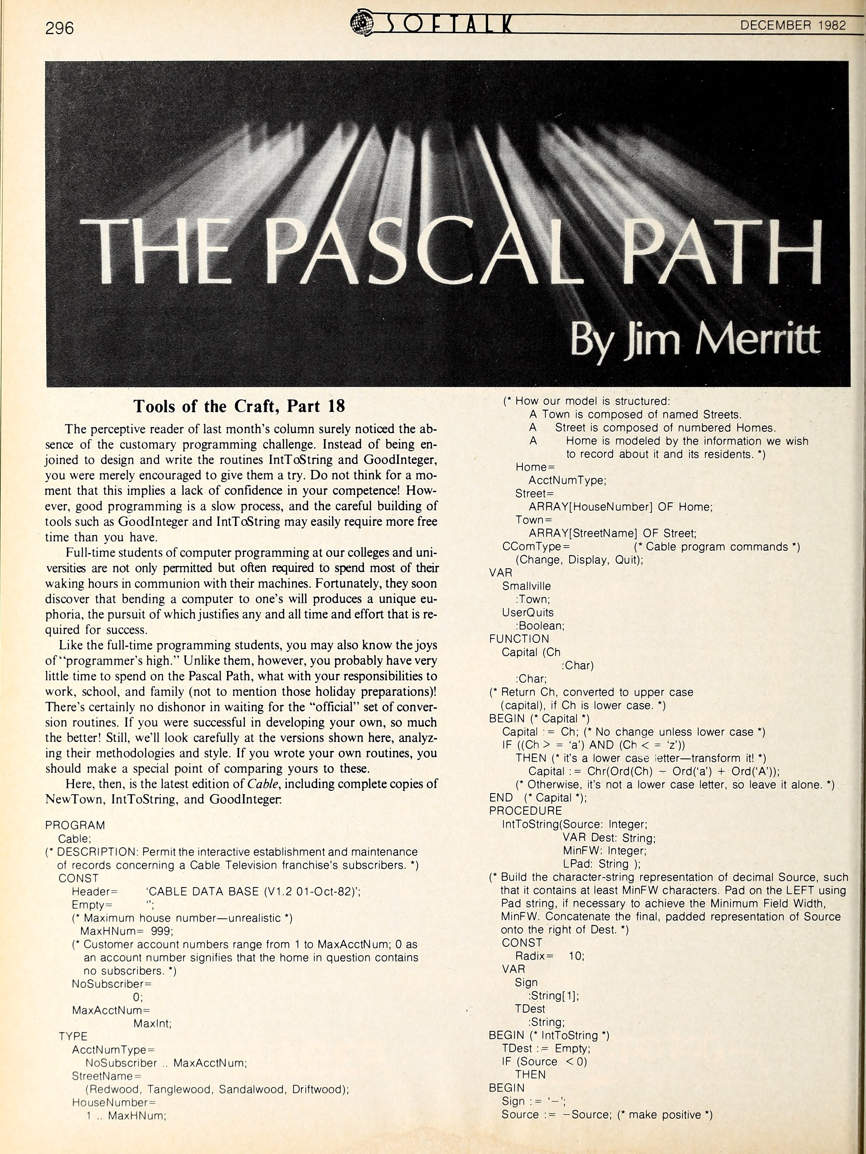 296
SOFTALK
DECEMBER 1982
THE PASCAL PATH
By Jim Merritt
Tools of the Craft, Part 18
The perceptive reader of last month's column surely noticed the ab-
sence of the customary programming challenge. Instead of being en-
joined to design and write the routines IntToString and GoodInteger,
you were merely encouraged to give them a try. Do not think for a mo-
ment that this implies a lack of confidence in your competence! How-
ever, good programming is a slow process, and the careful building of
tools such as GoodInteger and IntToString may easily require more free
time than you have.
Full-time students of computer programming at our colleges and uni-
versities are not only permitted but often required to spend most of their
waking hours in communion with their machines. Fortunately, they soon
discover that bending a computer to one's will produces a unique eu-
phoria, the pursuit of which justifies any and all time and effort that is re-
quired for success.
Like the full-time programming students, you may also know the joys
of "programmer's high." Unlike them, however, you probably have very
little time to spend on the Pascal Path, what with your responsibilities to
work, school, and family (not to mention those holiday preparations)!
There's certainly no dishonor in waiting for the "official" set of conver-
sion routines. If you were successful in developing your own, so much
the better! Still, we'll look carefully at the versions shown here, analyz-
ing their methodologies and style. If you wrote your own routines, you
should make a special point of comparing yours to these.
Here, then, is the latest edition of Cable, including complete copies of
NewTown, IntToString, and GoodInteger:
PROGRAM
Cable;
(* DESCRIPTION: Permit the interactive establishment and maintenance
of records concerning a Cable Television franchise's subscribers. *)
CONST
Header= 'CABLE DATA BASE (V1.2 01-Oct-82)';
Empty= '';
(* Maximum house number—unrealistic *)
MaxHNum= 999;
(* Customer account numbers range from 1 to MaxAcctNum; 0 as
an account number signifies that the home in question contains
no subscribers. *)
NoSubscriber=
0;
MaxAcctNum=
MaxInt;
TYPE
AcctNumType=
NoSubscriber .. MaxAcctNum;
StreetName=
(Redwood, Tanglewood, Sandalwood, Driftwood);
HouseNumber=
1 .. MaxHNum;
(* How our model is structured:
A Town is composed of named Streets.
A Street is composed of numbered Homes.
A Home is modeled by the information we wish
to record about it and its residents. *)
Home=
AcctNumType;
Street=
ARRAY[HouseNumber] OF Home;
Town=
ARRAY[StreetName] OF Street;
CComType= (* Cable program commands *)
(Change, Display, Quit);
VAR
Smallville
:Town;
UserQuits
:Boolean;
FUNCTION
Capital (Ch
:Char)
:Char;
(* Return Ch, converted to upper case
(capital), if Ch is lower case. *)
BEGIN (* Capital *)
Capital := Ch; (* No change unless lower case *)
IF ((Ch > = 'a') AND (Ch < = 'z'))
THEN (* it's a lower case letter—transform it! *)
Capital := Chr(Ord(Ch) − Ord('a') + Ord('A'));
(* Otherwise, it's not a lower case letter, so leave it alone. *)
END (* Capital *);
PROCEDURE
IntToString(Source: Integer;
VAR Dest: String;
MinFW: Integer;
LPad: String );
(* Build the character-string representation of decimal Source, such
that it contains at least MinFW characters. Pad on the LEFT using
Pad string, if necessary to achieve the Minimum Field Width,
MinFW. Concatenate the final, padded representation of Source
onto the right of Dest. *)
CONST
Radix= 10;
VAR
Sign
:String[1];
TDest
:String;
BEGIN (* IntToString *)
TDest := Empty;
IF (Source < 0)
THEN
BEGIN
Sign := '−';
Source := −Source; (* make positive *)